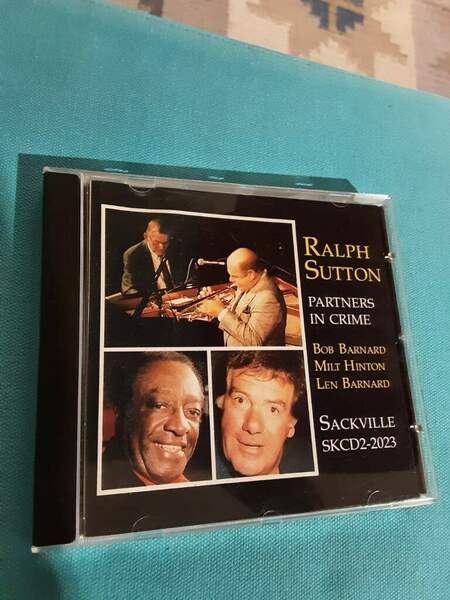 RALPH
SUTTON
PARTNERS
IN CRIME
BOB BARNARD
MILT HINTON
LEN BARNARD
SACKVILLE
SKCD2-2023